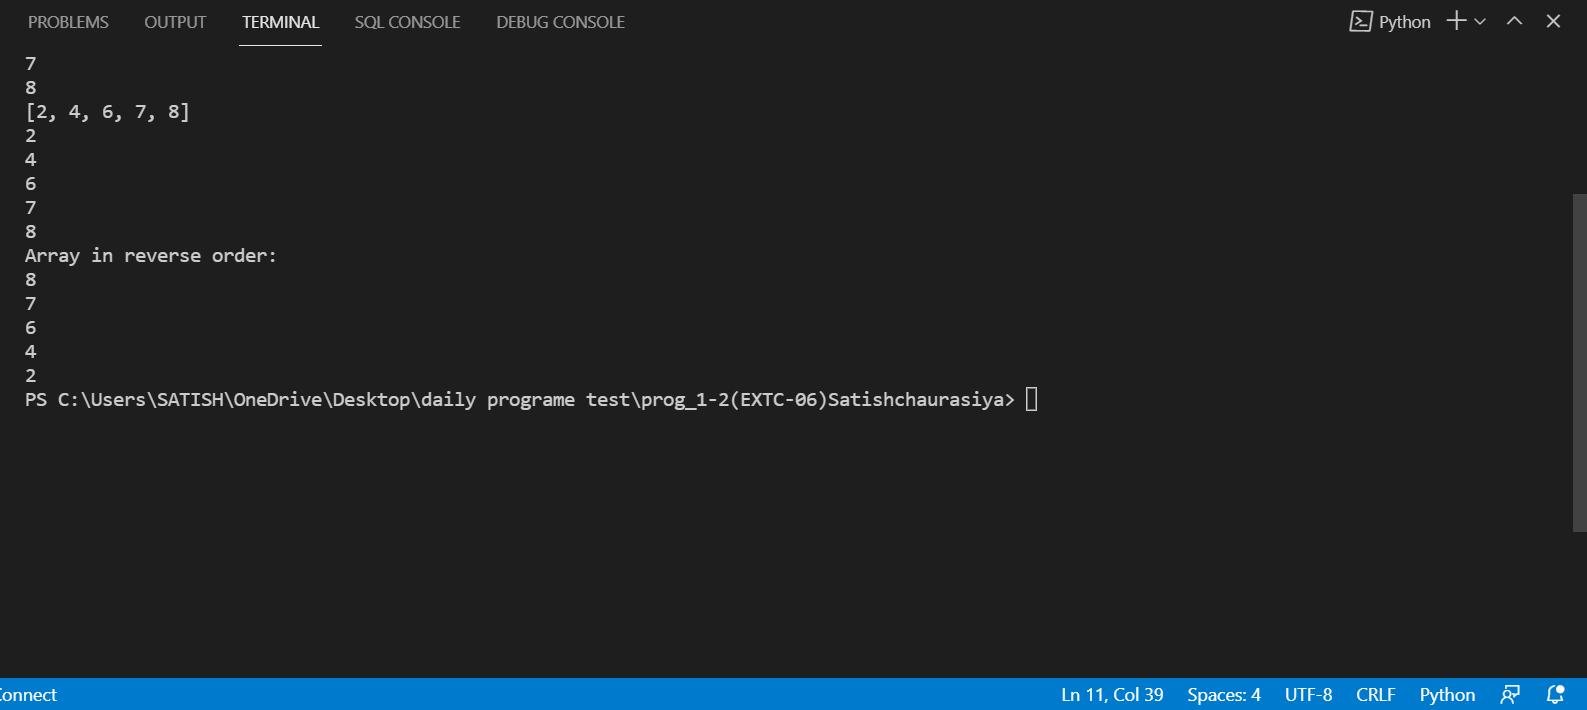 PROBLEMS OUTPUT TERMINAL SQL CONSOLE DEBUG CONSOLE Python
7
8
[2, 4, 6, 7, 8]
2
4
6
7
8
Array in reverse order:
8
7
6
4
2
PS C:\Users\SATISH\OneDrive\Desktop\daily programe test\prog_1-2(EXTC-06)Satishchaurasiya>
onnect Ln 11, Col 39 Spaces: 4 UTF-8 CRLF Python